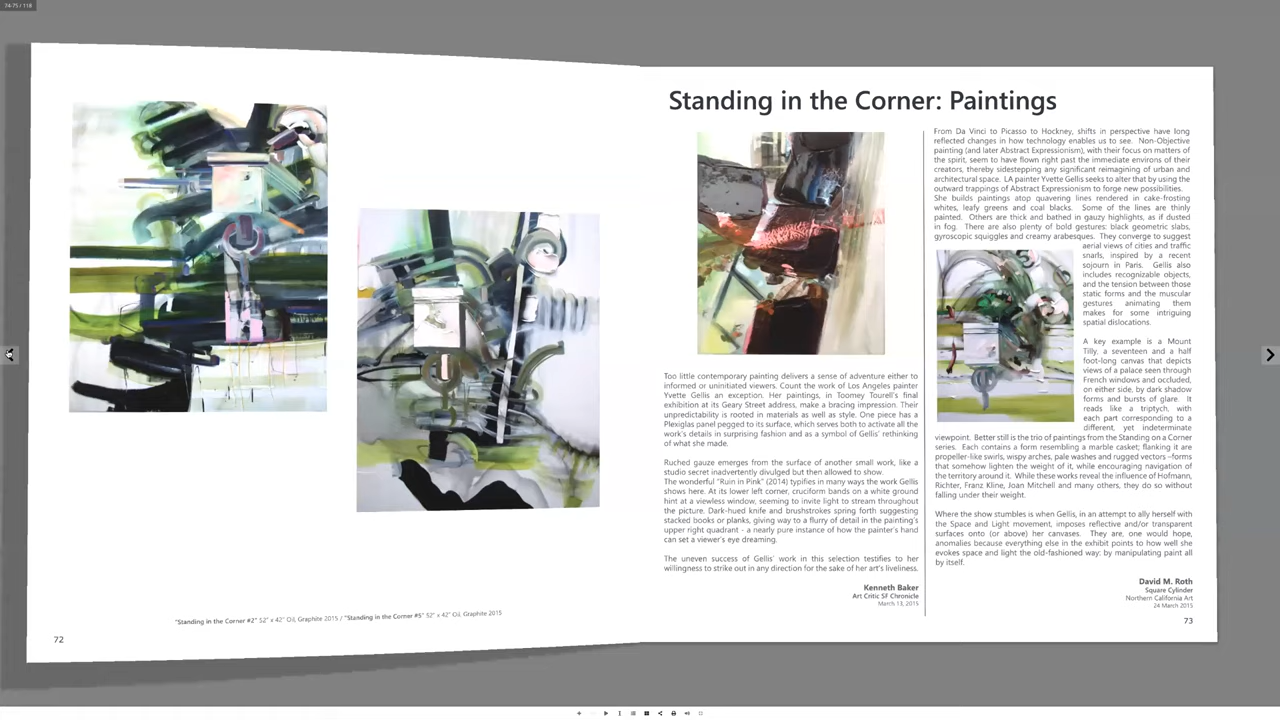 74-75 / 118
"Standing in the Corner #2" 52" x 42" Oil, Graphite 2015 / "Standing in the Corner #5" 52" x 42" Oil, Graphite 2015
72
Standing in the Corner: Paintings
Too little contemporary painting delivers a sense of adventure either to
informed or uninitiated viewers. Count the work of Los Angeles painter
Yvette Gellis an exception. Her paintings, in Toomey Tourell's final
exhibition at its Geary Street address, make a bracing impression. Their
unpredictability is rooted in materials as well as style. One piece has a
Plexiglas panel pegged to its surface, which serves both to activate all the
work's details in surprising fashion and as a symbol of Gellis' rethinking
of what she made.
Ruched gauze emerges from the surface of another small work, like a
studio secret inadvertently divulged but then allowed to show.
The wonderful "Ruin in Pink" (2014) typifies in many ways the work Gellis
shows here. At its lower left corner, cruciform bands on a white ground
hint at a viewless window, seeming to invite light to stream throughout
the picture. Dark-hued knife and brushstrokes spring forth suggesting
stacked books or planks, giving way to a flurry of detail in the painting's
upper right quadrant - a nearly pure instance of how the painter's hand
can set a viewer's eye dreaming.
The uneven success of Gellis' work in this selection testifies to her
willingness to strike out in any direction for the sake of her art's liveliness.
Kenneth Baker
Art Critic SF Chronicle
March 13, 2015
From Da Vinci to Picasso to Hockney, shifts in perspective have long
reflected changes in how technology enables us to see. Non-Objective
painting (and later Abstract Expressionism), with their focus on matters of
the spirit, seem to have flown right past the immediate environs of their
creators, thereby sidestepping any significant reimagining of urban and
architectural space. LA painter Yvette Gellis seeks to alter that by using the
outward trappings of Abstract Expressionism to forge new possibilities.
She builds paintings atop quavering lines rendered in cake-frosting
whites, leafy greens and coal blacks. Some of the lines are thinly
painted. Others are thick and bathed in gauzy highlights, as if dusted
in fog. There are also plenty of bold gestures: black geometric slabs,
gyroscopic squiggles and creamy arabesques. They converge to suggest
aerial views of cities and traffic
snarls, inspired by a recent
sojourn in Paris. Gellis also
includes recognizable objects,
and the tension between those
static forms and the muscular
gestures animating them
makes for some intriguing
spatial dislocations.
A key example is a Mount
Tilly, a seventeen and a half
foot-long canvas that depicts
views of a palace seen through
French windows and occluded,
on either side, by dark shadow
forms and bursts of glare. It
reads like a triptych, with
each part corresponding to a
different, yet indeterminate
viewpoint. Better still is the trio of paintings from the Standing on a Corner
series. Each contains a form resembling a marble casket; flanking it are
propeller-like swirls, wispy arches, pale washes and rugged vectors –forms
that somehow lighten the weight of it, while encouraging navigation of
the territory around it. While these works reveal the influence of Hofmann,
Richter, Franz Kline, Joan Mitchell and many others, they do so without
falling under their weight.
Where the show stumbles is when Gellis, in an attempt to ally herself with
the Space and Light movement, imposes reflective and/or transparent
surfaces onto (or above) her canvases. They are, one would hope,
anomalies because everything else in the exhibit points to how well she
evokes space and light the old-fashioned way: by manipulating paint all
by itself.
David M. Roth
Square Cylinder
Northern California Art
24 March 2015
73